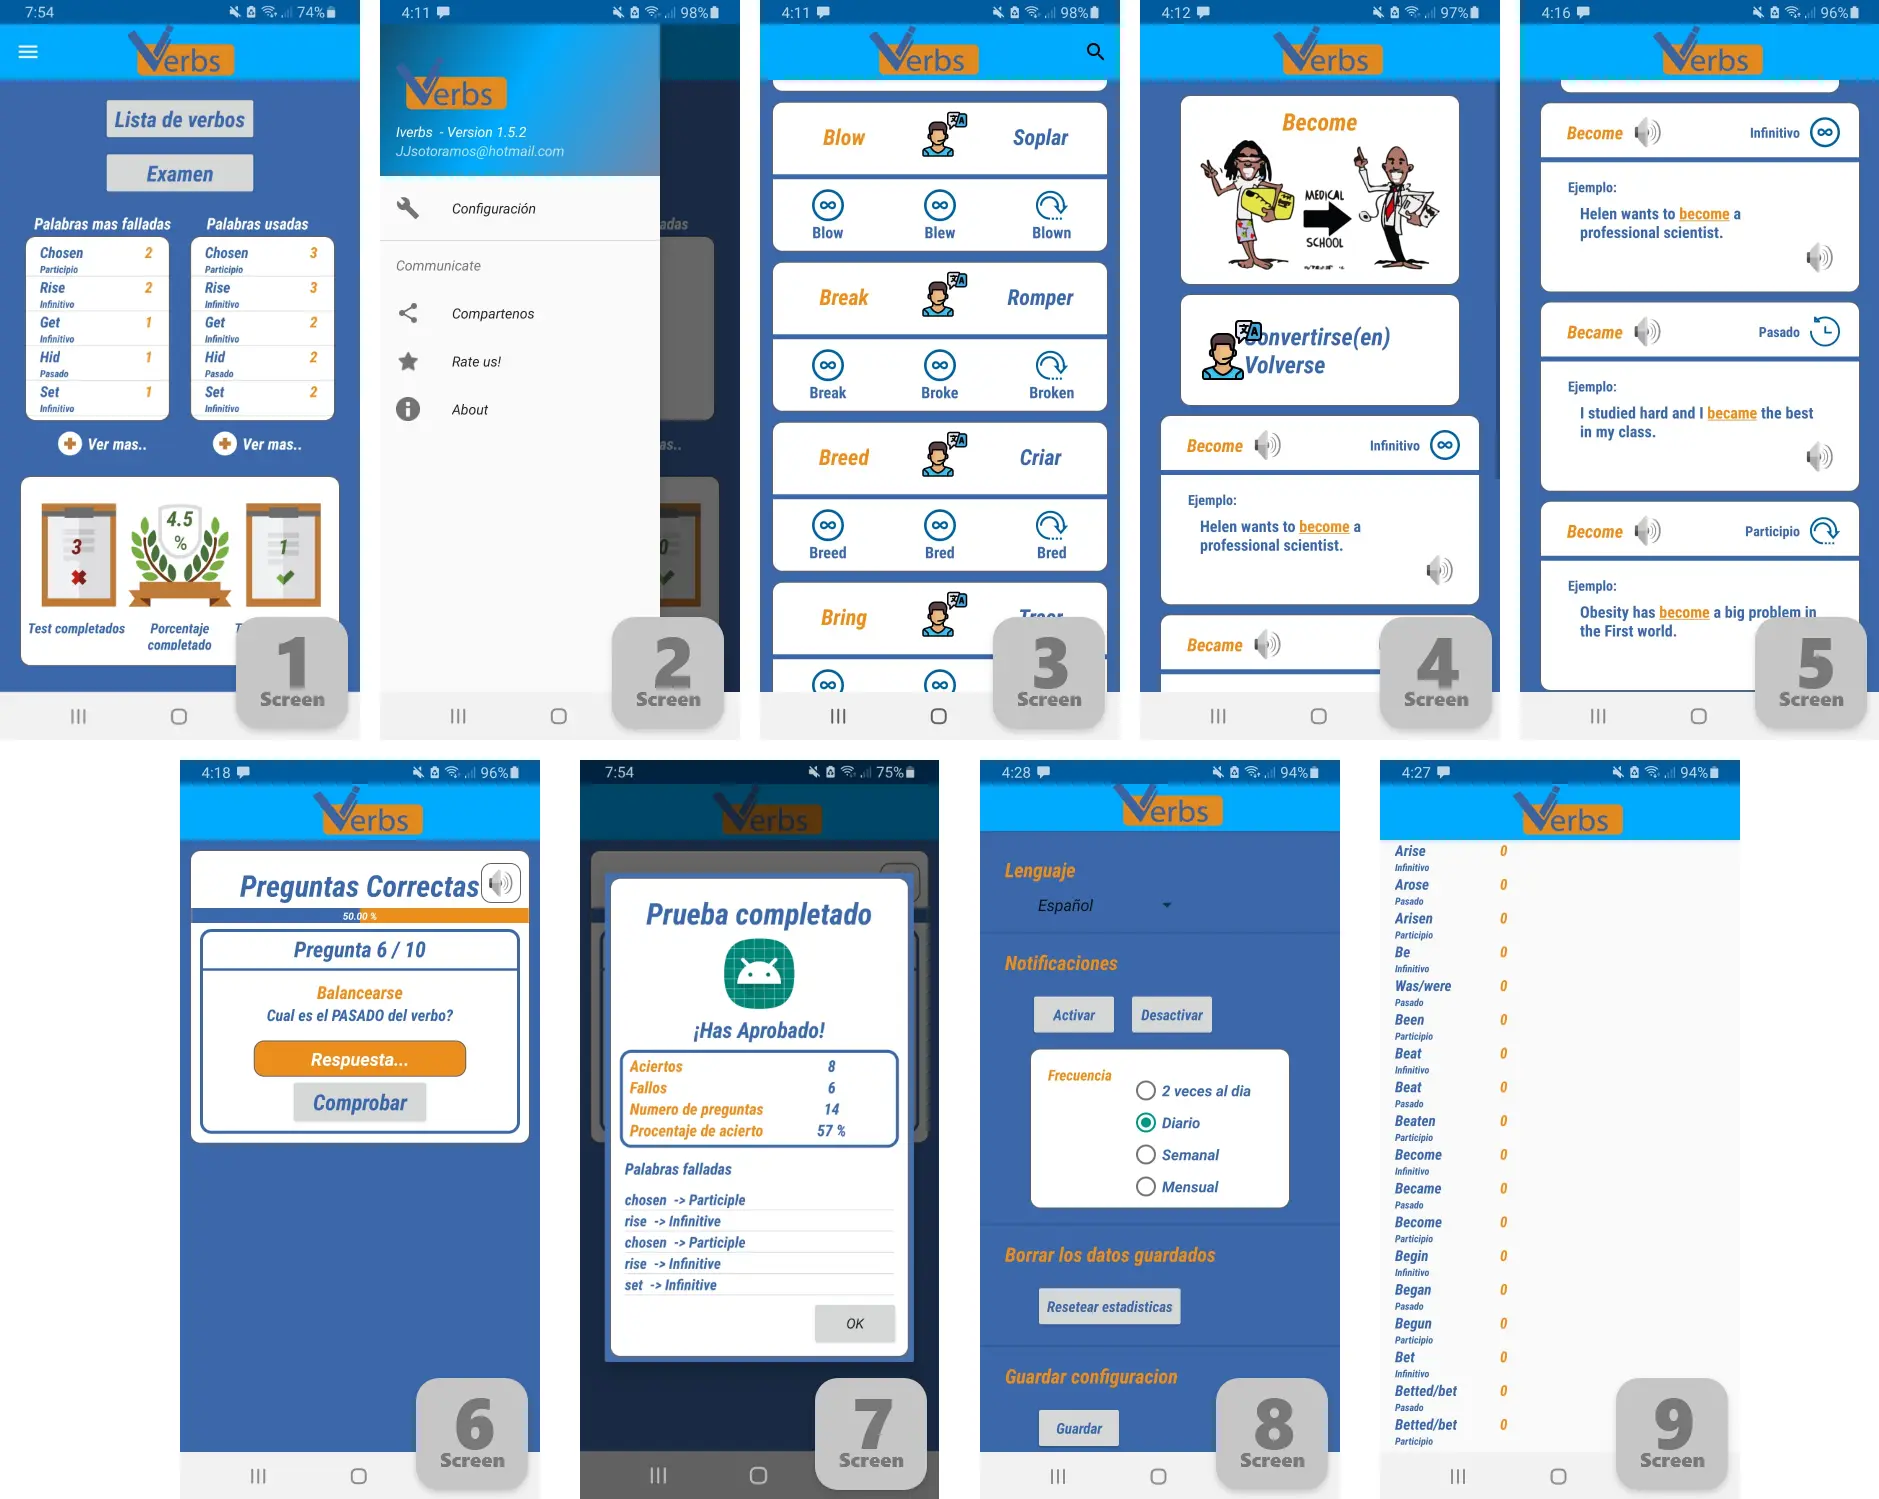 7:54 74%
Verbs
Lista de verbos
Examen
Palabras mas falladas
Chosen 2
Participio
Rise 2
Infinitivo
Get 1
Infinitivo
Hid 1
Pasado
Set 1
Infinitivo
Ver mas..
Palabras usadas
Chosen 3
Participio
Rise 3
Infinitivo
Get 2
Infinitivo
Hid 2
Pasado
Set 2
Infinitivo
Ver mas..
3
4.5
%
1
Test completados
Porcentaje
completado
T
1
Screen
4:11 98%
Verbs
Iverbs - Version 1.5.2
JJsotoramos@hotmail.com
Configuración
Communicate
Compartenos
Rate us!
About
adas
as..
0
2
Screen
4:11 98%
Verbs
Blow Soplar
Blow Blew Blown
Break Romper
Break Broke Broken
Breed Criar
Breed Bred Bred
Bring Traer
3
Screen
4:12 97%
Verbs
Become
MEDICAL
SCHOOL
Convertirse(en)
Volverse
Become Infinitivo
Ejemplo:
Helen wants to become a
professional scientist.
Became
4
Screen
4:16 96%
Verbs
Become Infinitivo
Ejemplo:
Helen wants to become a
professional scientist.
Became Pasado
Ejemplo:
I studied hard and I became the best
in my class.
Become Participio
Ejemplo:
Obesity has become a big problem in
the First world.
5
Screen
4:18 96%
Verbs
Preguntas Correctas
50.00 %
Pregunta 6 / 10
Balancearse
Cual es el PASADO del verbo?
Respuesta...
Comprobar
6
Screen
7:54 75%
Verbs
Prueba completado
¡Has Aprobado!
Aciertos 8
Fallos 6
Numero de preguntas 14
Procentaje de acierto 57 %
Palabras falladas
chosen -> Participle
rise -> Infinitive
chosen -> Participle
rise -> Infinitive
set -> Infinitive
OK
7
Screen
4:28 94%
Verbs
Lenguaje
Español
Notificaciones
Activar Desactivar
Frecuencia
2 veces al dia
Diario
Semanal
Mensual
Borrar los datos guardados
Resetear estadisticas
Guardar configuracion
Guardar
8
Screen
4:27 94%
Verbs
Arise 0
Infinitivo
Arose 0
Pasado
Arisen 0
Participio
Be 0
Infinitivo
Was/were 0
Pasado
Been 0
Participio
Beat 0
Infinitivo
Beat 0
Pasado
Beaten 0
Participio
Become 0
Infinitivo
Became 0
Pasado
Become 0
Participio
Begin 0
Infinitivo
Began 0
Pasado
Begun 0
Participio
Bet 0
Infinitivo
Betted/bet 0
Pasado
Betted/bet 0
Participio
9
Screen